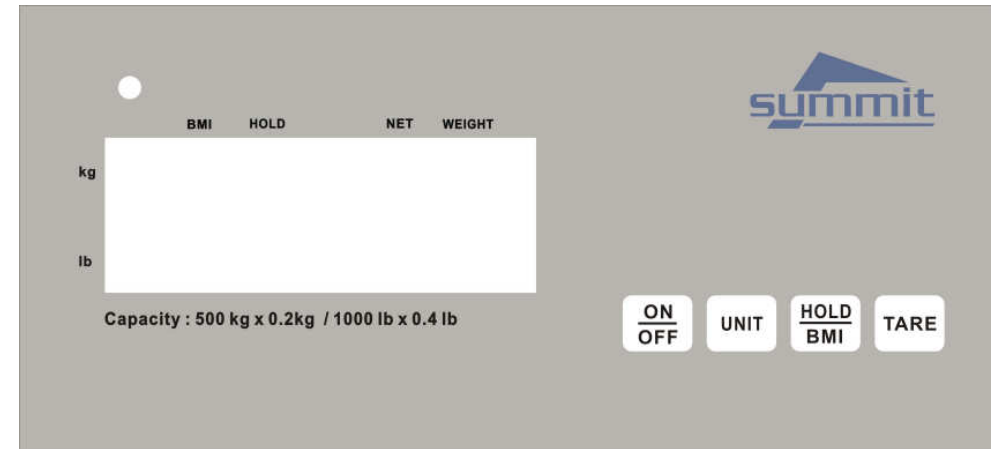 summit
BMI HOLD NET WEIGHT
kg
lb
Capacity : 500 kg x 0.2kg / 1000 lb x 0.4 lb
ON
OFF
UNIT
HOLD
BMI
TARE